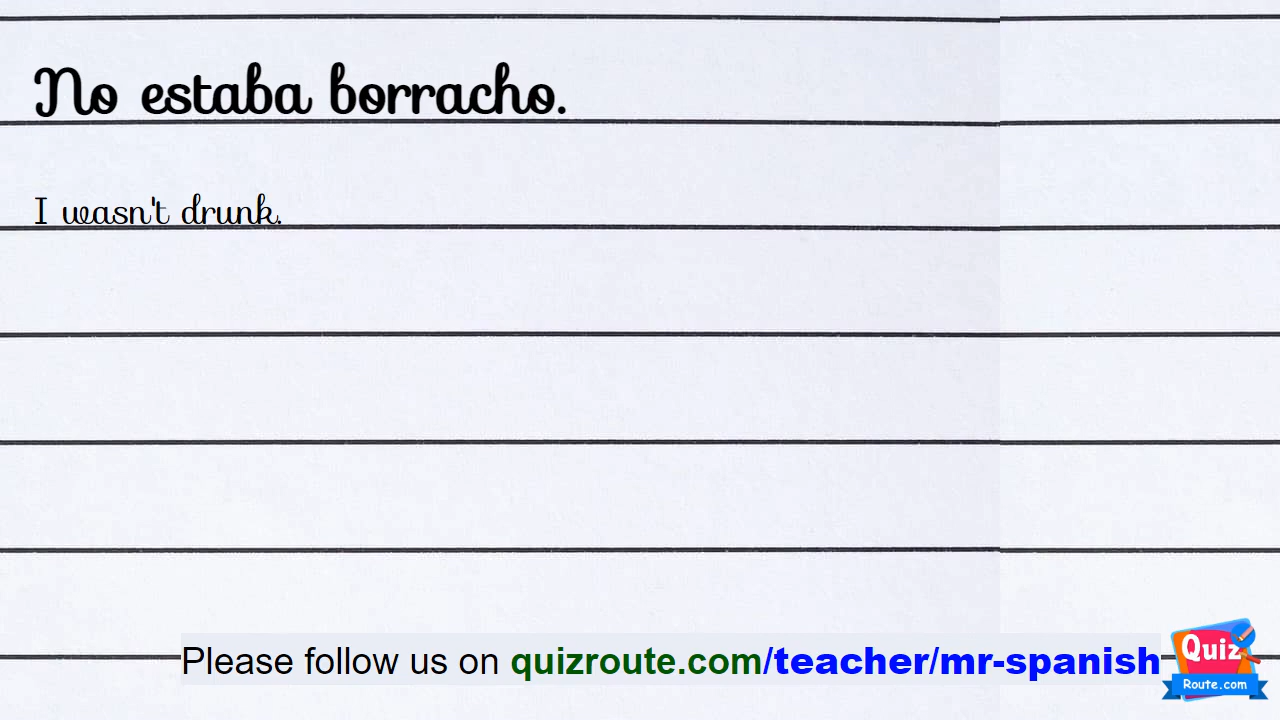 No estaba borracho.
I wasn't drunk.
Please follow us on quizroute.com/teacher/mr-spanish
Quiz
Route.com